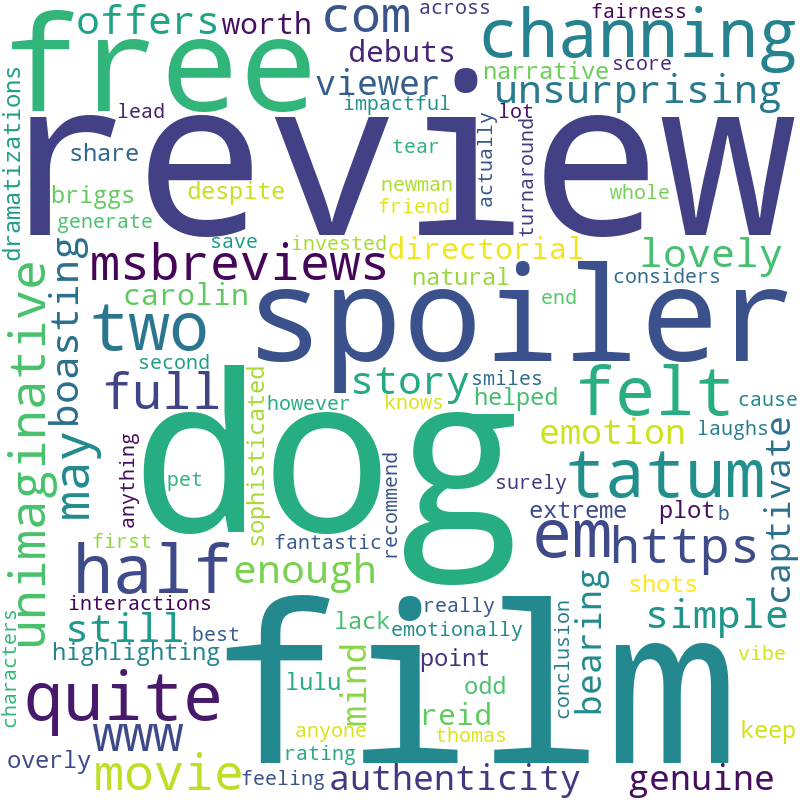 across
fairness
offers
worth
com
channing
free
debuts
score
viewer
narrative
unsurprising
impactful
dramatizations
lead
lot
review
share
tear
actually
turnaround
briggs
despite
newman
whole
friend
generate
save
invested
directorial
lovely
msbreviews
natural
considers
boasting
carolin
spoiler
end
unimaginative
two
second
full
story
smiles
felt
dog
however
knows
helped
cause
sophisticated
may
emotion
laughs
captivate
anything
pet
recommend
tatum
surely
extreme
plot
b
first
fantastic
em
https
half
enough
shots
interactions
really
simple
still
best
film
lack
emotionally
conclusion
bearing
highlighting
mind
point
vibe
characters
quite
lulu
odd
reid
www
anyone
thomas
keep
overly
rating
movie
feeling
authenticity
genuine